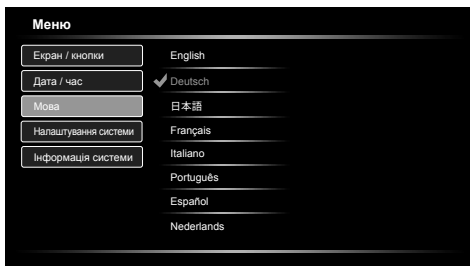 Меню
Екран / кнопки
Дата / час
Мова
Налаштування системи
Інформація системи
English
Deutsch
日本語
Français
Italiano
Português
Español
Nederlands